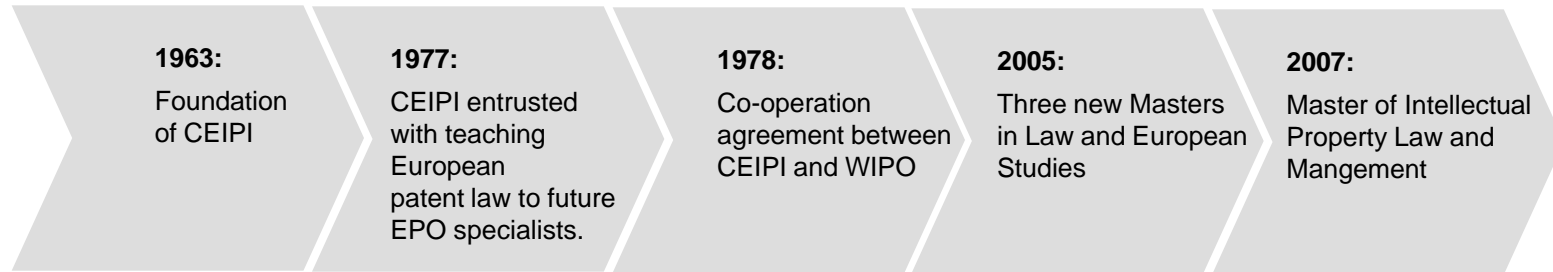 1963:
Foundation
of CEIPI
1977:
CEIPI entrusted
with teaching
European
patent law to future
EPO specialists.
1978:
Co-operation
agreement between
CEIPI and WIPO
2005:
Three new Masters
in Law and European
Studies
2007:
Master of Intellectual
Property Law and
Mangement